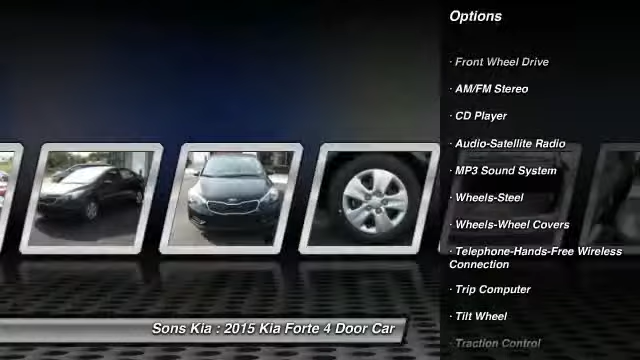 Options
· Front Wheel Drive
· AM/FM Stereo
· CD Player
· Audio-Satellite Radio
· MP3 Sound System
· Wheels-Steel
· Wheels-Wheel Covers
· Telephone-Hands-Free Wireless
Connection
· Trip Computer
· Tilt Wheel
· Traction Control
Sons Kia : 2015 Kia Forte 4 Door Car